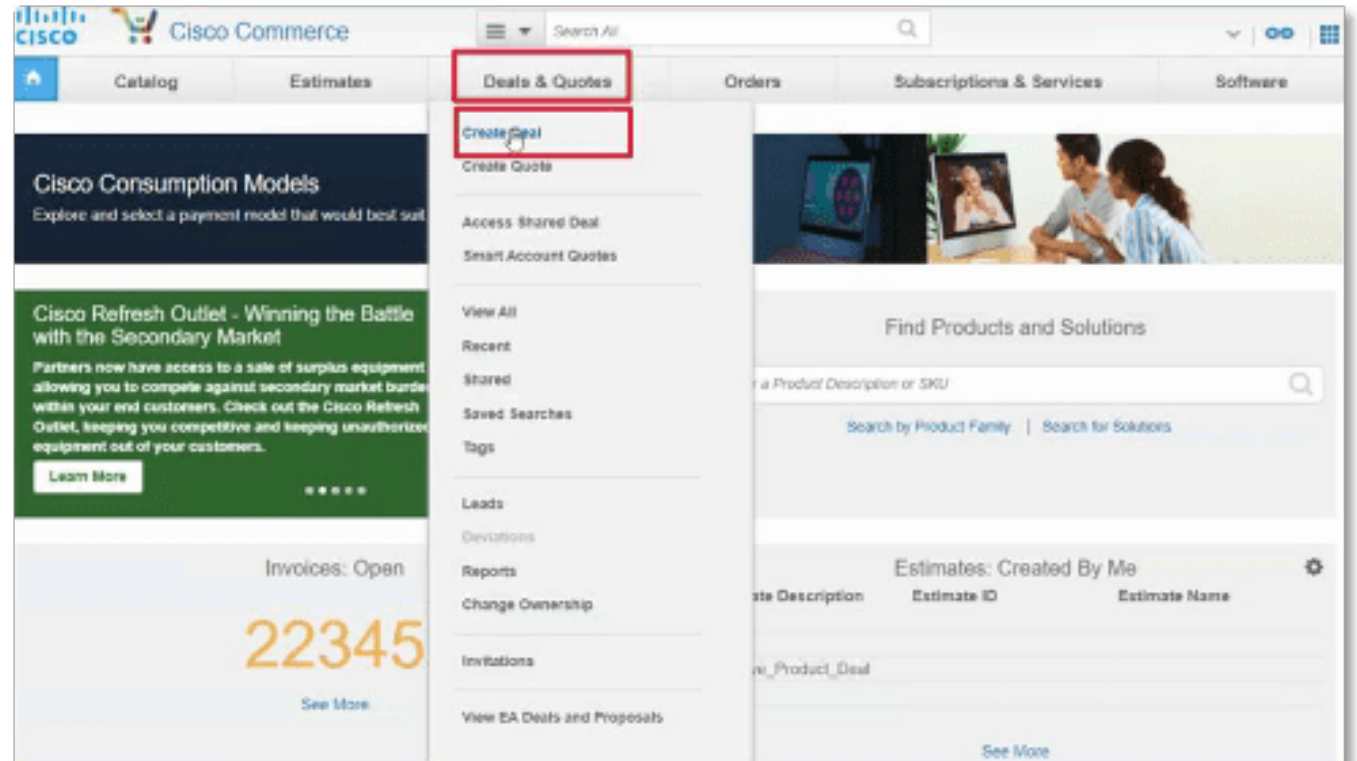 CISCO
Cisco Commerce
Search All
Catalog
Estimates
Deals & Quotes
Orders
Subscriptions & Services
Software
Create Deal
Create Quote
Access Shared Deal
Smart Account Quotes
View All
Recent
Shared
Saved Searches
Tags
Leads
Deviations
Reports
Change Ownership
Invitations
View EA Deals and Proposals
Cisco Consumption Models
Explore and select a payment model that would best suit
Cisco Refresh Outlet - Winning the Battle
with the Secondary Market
Partners now have access to a sale of surplus equipment
allowing you to compete against secondary market
within your end customers. Check out the Cisco Refresh
Outlet, keeping you competitive and keeping
equipment out of your customers.
Learn More
Find Products and Solutions
a Product Description or SKU
Search by Product Family | Search for Solutions
Invoices: Open
22345
See More
Estimates: Created By Me
Description
Estimate ID
Estimate Name
_Product_Deal
See More